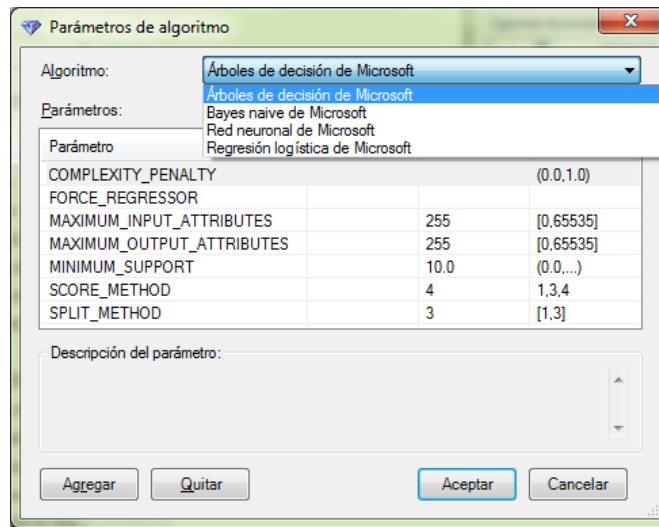 Parámetros de algoritmo
Algoritmo: Árboles de decisión de Microsoft
Árboles de decisión de Microsoft
Bayes naive de Microsoft
Red neuronal de Microsoft
Regresión logística de Microsoft
Parámetros:
Parámetro
COMPLEXITY_PENALTY (0.0,1.0)
FORCE_REGRESSOR
MAXIMUM_INPUT_ATTRIBUTES 255 [0,65535]
MAXIMUM_OUTPUT_ATTRIBUTES 255 [0,65535]
MINIMUM_SUPPORT 10.0 (0.0,...)
SCORE_METHOD 4 1,3,4
SPLIT_METHOD 3 [1,3]
Descripción del parámetro:
Agregar Quitar Aceptar Cancelar